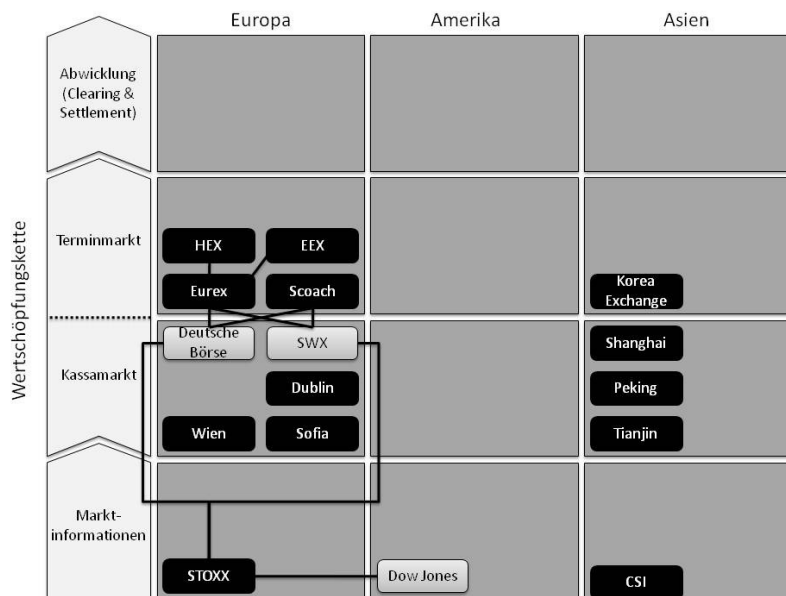 Europa
Amerika
Asien
Wertschöpfungskette
Abwicklung
(Clearing &
Settlement)
Terminmarkt
HEX
EEX
Eurex
Scoach
Korea
Exchange
Kassamarkt
Deutsche
Börse
SWX
Shanghai
Dublin
Peking
Wien
Sofia
Tianjin
Markt-
informationen
STOXX
Dow Jones
CSI